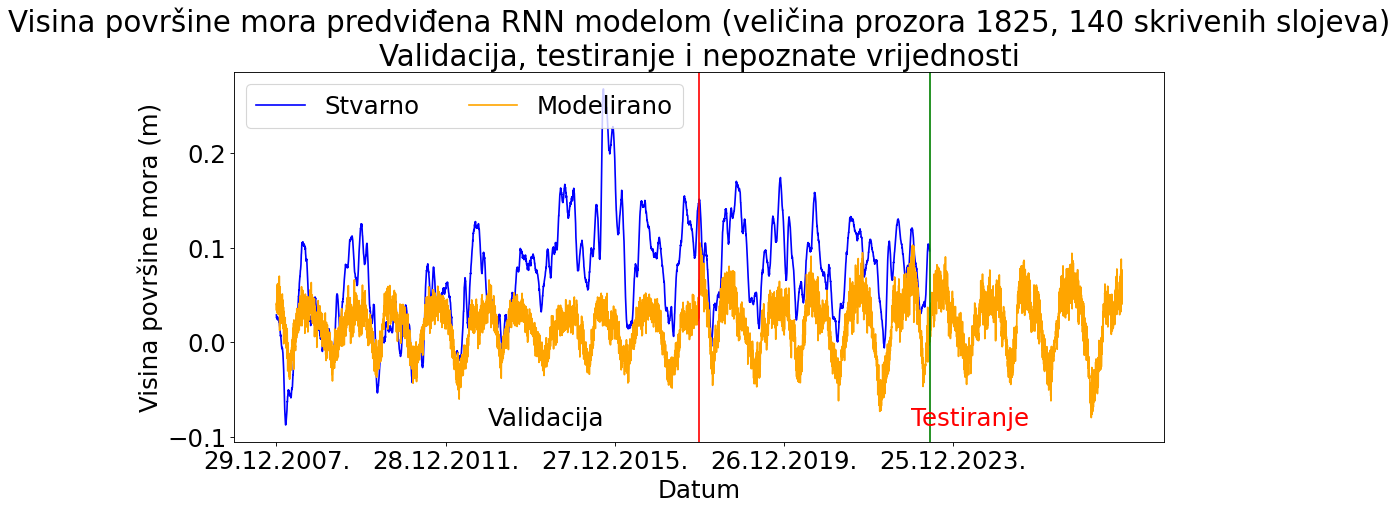 Visina površine mora predviđena RNN modelom (veličina prozora 1825, 140 skrivenih slojeva)
Validacija, testiranje i nepoznate vrijednosti
Stvarno
Modelirano
Visina površine mora (m)
0.2
0.1
0.0
−0.1
Validacija
Testiranje
29.12.2007.
28.12.2011.
27.12.2015.
26.12.2019.
25.12.2023.
Datum